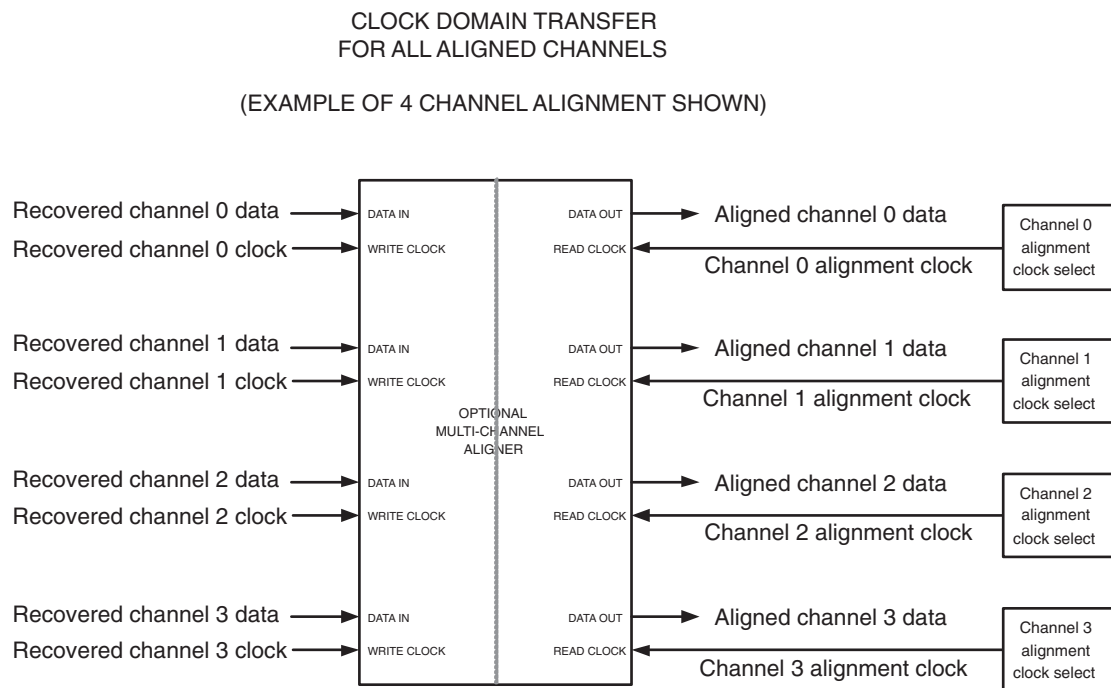 CLOCK DOMAIN TRANSFER
FOR ALL ALIGNED CHANNELS
(EXAMPLE OF 4 CHANNEL ALIGNMENT SHOWN)
Recovered channel 0 data
DATA IN
DATA OUT
Aligned channel 0 data
Recovered channel 0 clock
WRITE CLOCK
READ CLOCK
Channel 0 alignment clock
Channel 0
alignment
clock select
Recovered channel 1 data
DATA IN
DATA OUT
Aligned channel 1 data
Recovered channel 1 clock
WRITE CLOCK
READ CLOCK
Channel 1 alignment clock
Channel 1
alignment
clock select
OPTIONAL
MULTI-CHANNEL
ALIGNER
Recovered channel 2 data
DATA IN
DATA OUT
Aligned channel 2 data
Recovered channel 2 clock
WRITE CLOCK
READ CLOCK
Channel 2 alignment clock
Channel 2
alignment
clock select
Recovered channel 3 data
DATA IN
DATA OUT
Aligned channel 3 data
Recovered channel 3 clock
WRITE CLOCK
READ CLOCK
Channel 3 alignment clock
Channel 3
alignment
clock select